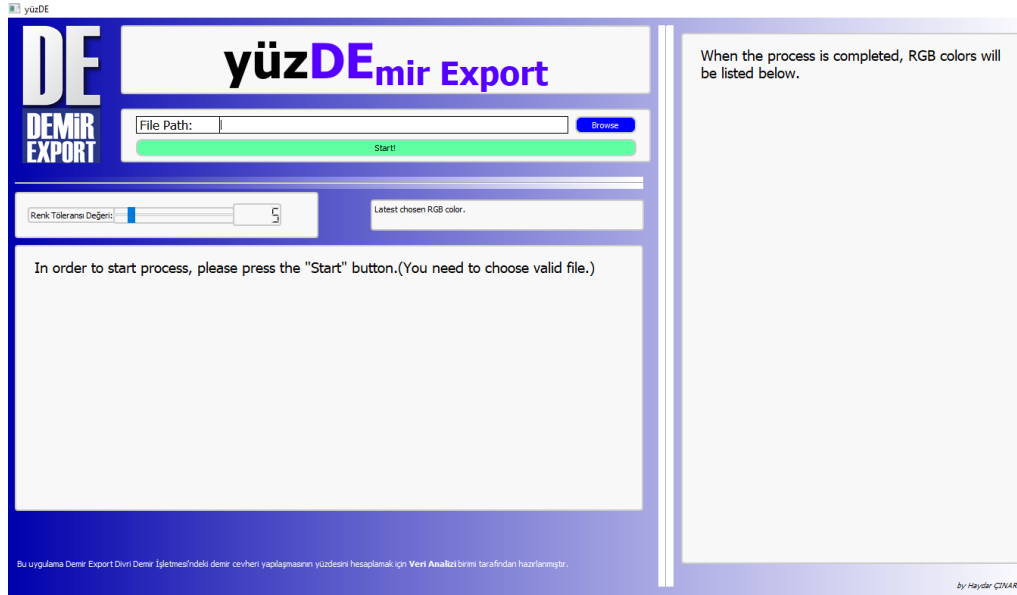 yüzDE
DE
DEMiR
EXPORT
yüzDEmir Export
File Path:
Browse
Start!
Renk Töleransı Değeri:
5
Latest chosen RGB color.
In order to start process, please press the "Start" button.(You need to choose valid file.)
When the process is completed, RGB colors will
be listed below.
Bu uygulama Demir Export Divri Demir İşletmesi'ndeki demir cevheri yapılaşmasının yüzdesini hesaplamak için Veri Analizi birimi tarafından hazırlanmıştır.
by Haydar ÇINAR